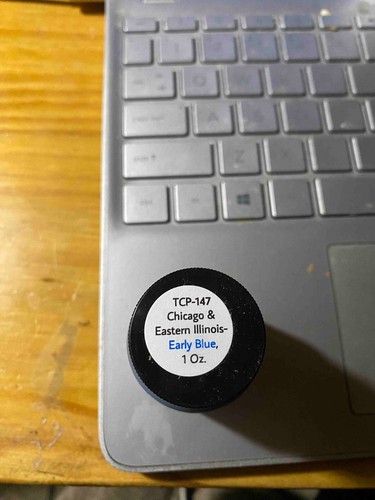 Q
A
S
Z
TCP-147
Chicago &
Eastern Illinois-
Early Blue,
1 Oz.